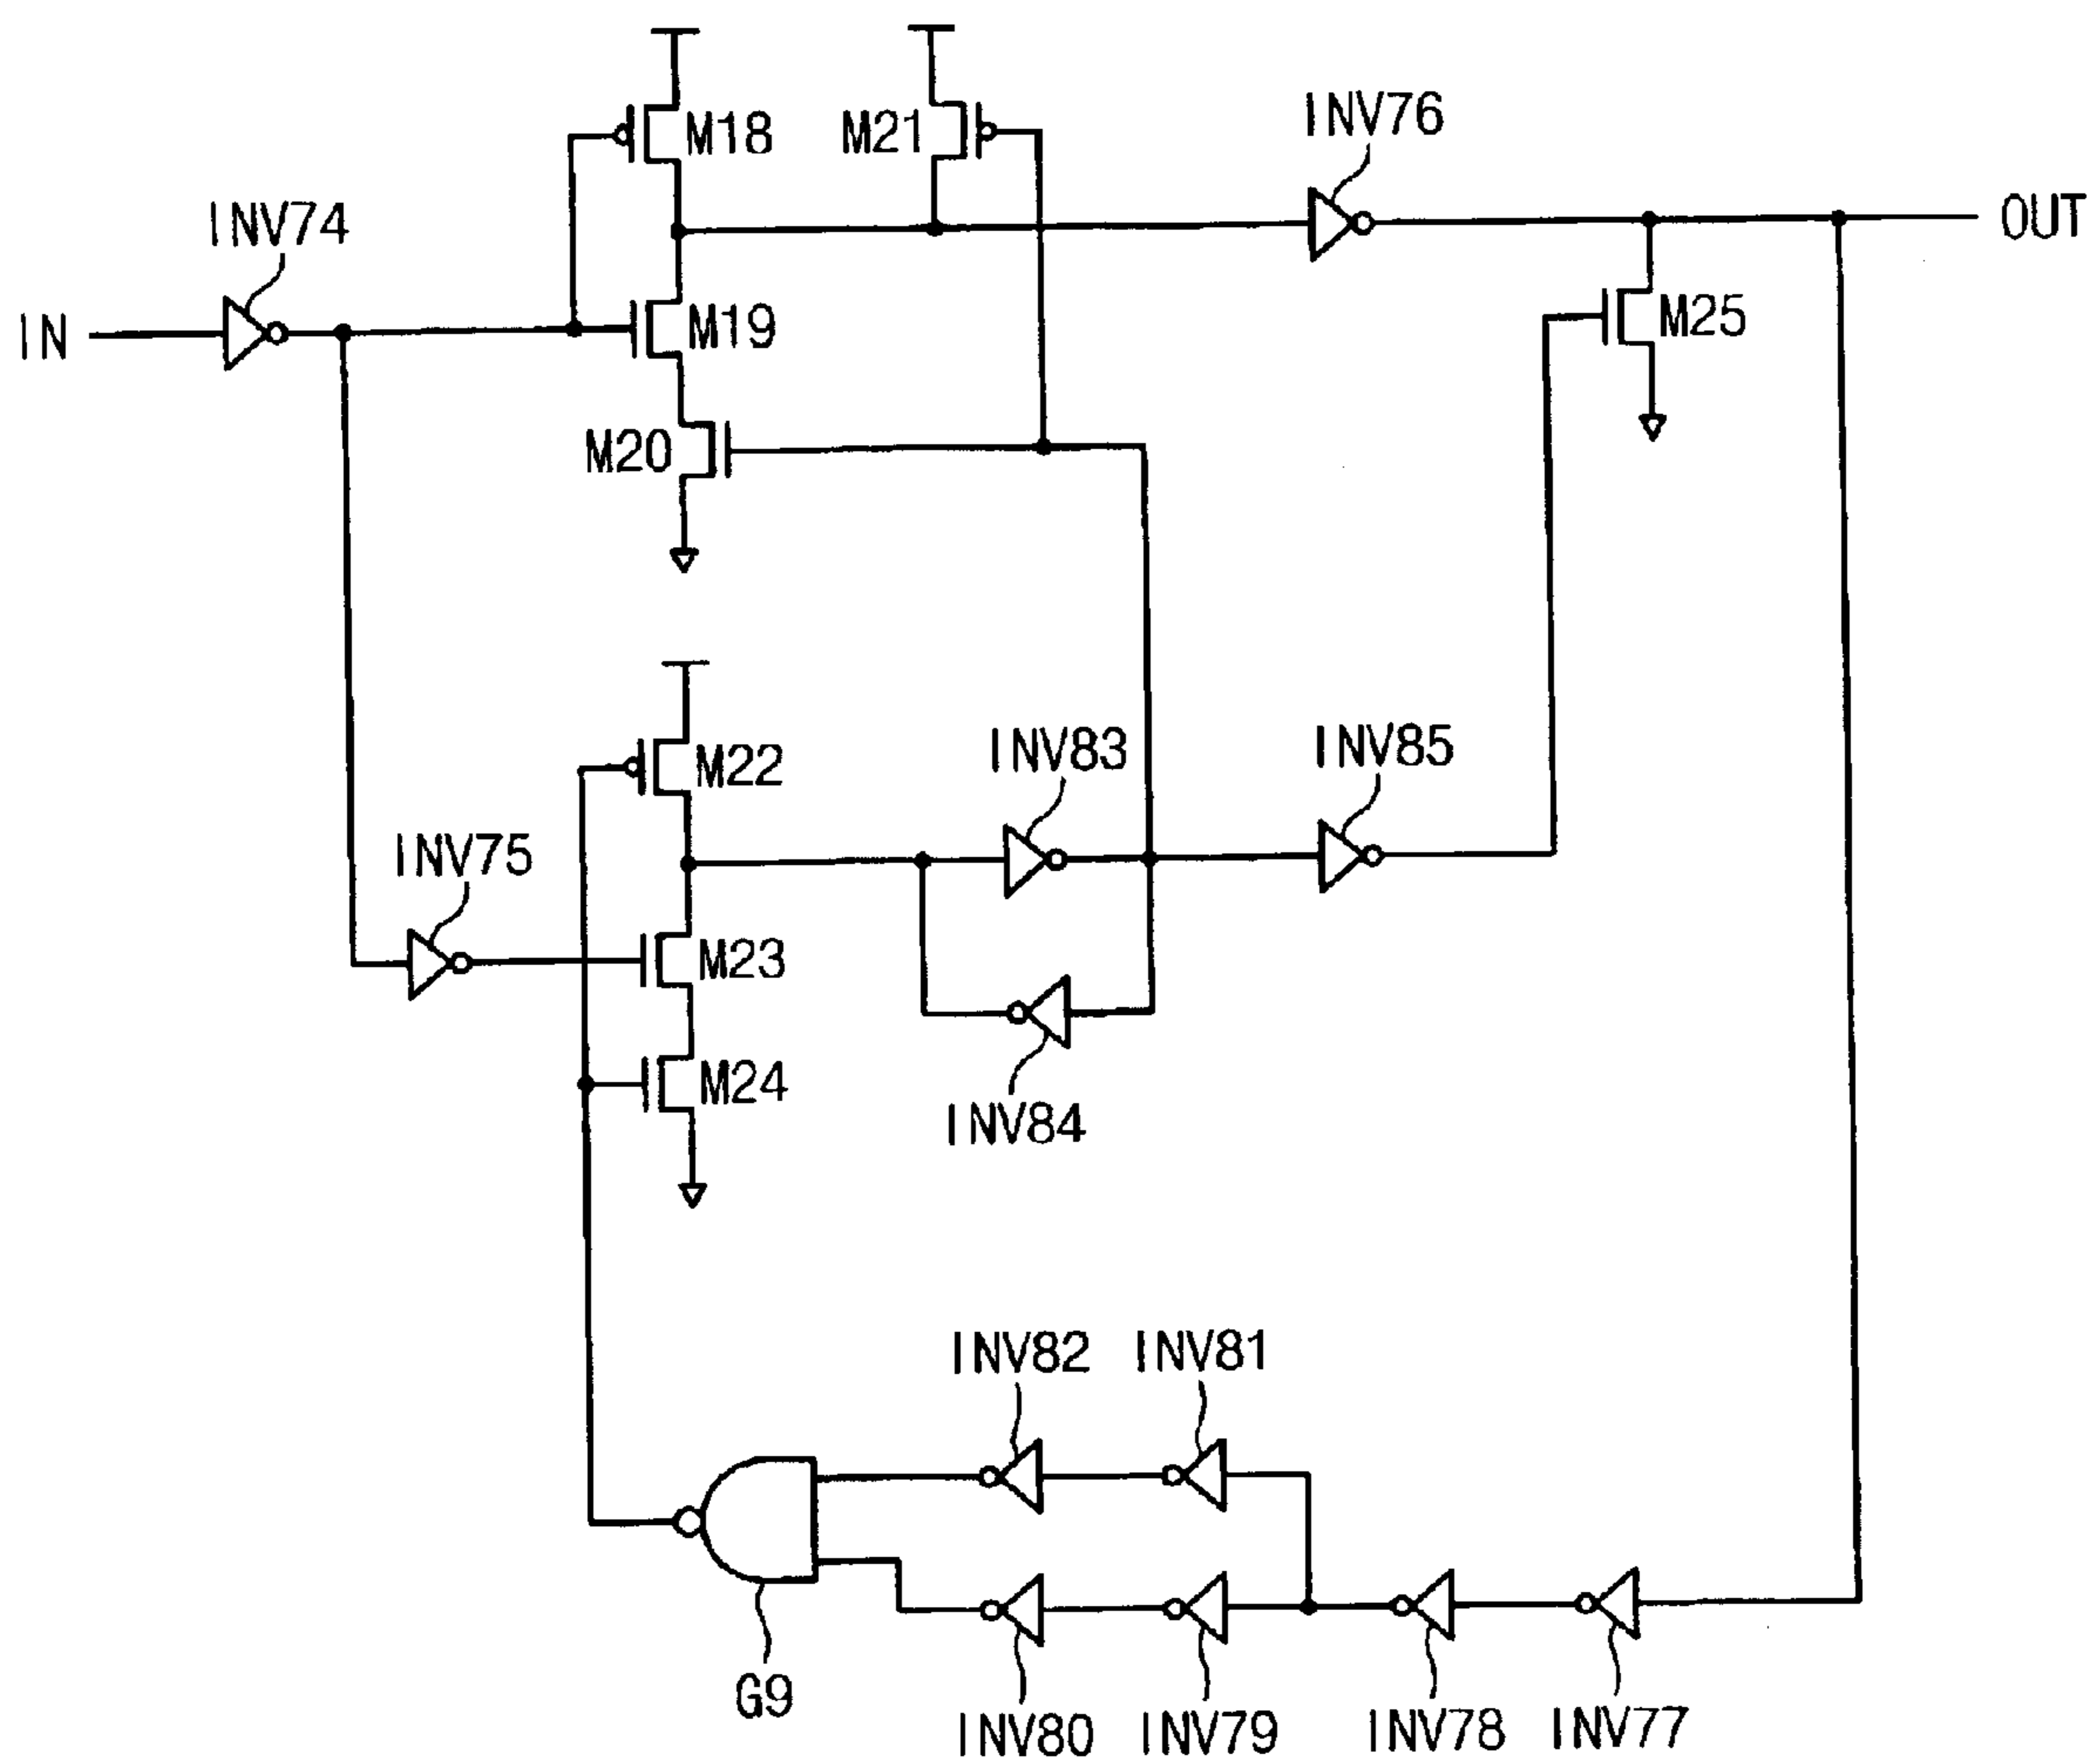 INV76
M18
M21
INV74
OUT
IN
M19
M25
M20
INV83
INV85
M22
INV75
M23
M24
INV84
INV82
INV81
G9
INV80
INV79
INV78
INV77